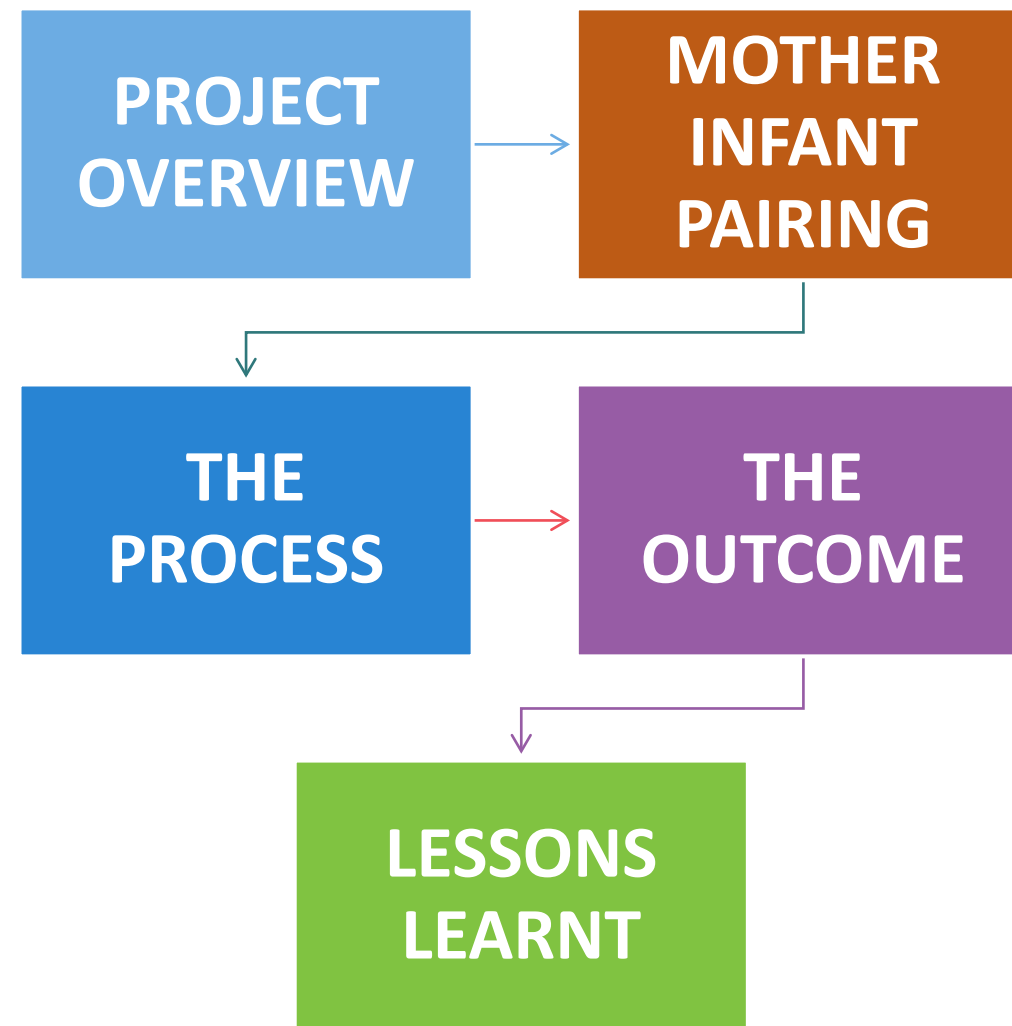 PROJECT
OVERVIEW
MOTHER
INFANT
PAIRING
THE
PROCESS
THE
OUTCOME
LESSONS
LEARNT